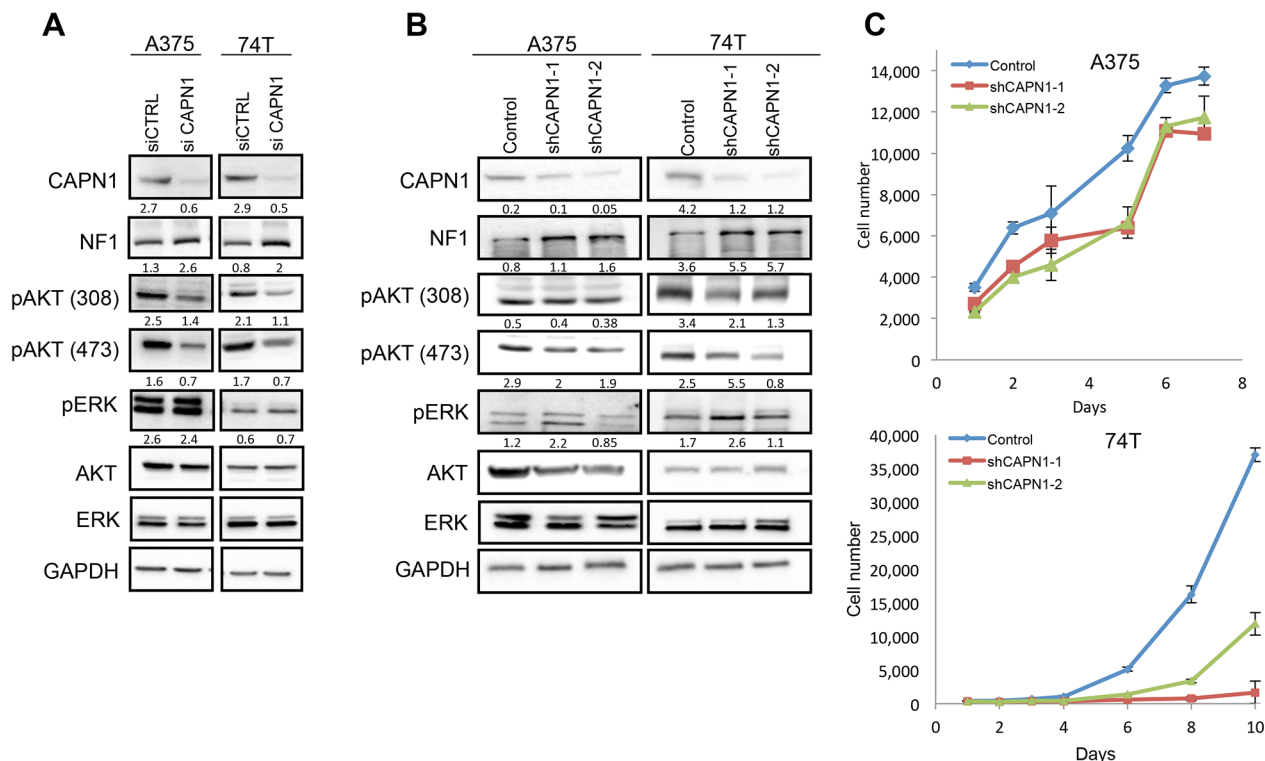 A
A375 74T
siCTRL
si CAPN1
siCTRL
si CAPN1
CAPN1
2.7 0.6 2.9 0.5
NF1
1.3 2.6 0.8 2
pAKT (308)
2.5 1.4 2.1 1.1
pAKT (473)
1.6 0.7 1.7 0.7
pERK
2.6 2.4 0.6 0.7
AKT
ERK
GAPDH
B
A375 74T
Control
shCAPN1-1
shCAPN1-2
Control
shCAPN1-1
shCAPN1-2
CAPN1
0.2 0.1 0.05 4.2 1.2 1.2
NF1
0.8 1.1 1.6 3.6 5.5 5.7
pAKT (308)
0.5 0.4 0.38 3.4 2.1 1.3
pAKT (473)
2.9 2 1.9 2.5 5.5 0.8
pERK
1.2 2.2 0.85 1.7 2.6 1.1
AKT
ERK
GAPDH
C
A375
Control
shCAPN1-1
shCAPN1-2
14,000
12,000
10,000
8,000
6,000
4,000
2,000
0
Cell number
0 2 4 6 8
Days
74T
Control
shCAPN1-1
shCAPN1-2
40,000
35,000
30,000
25,000
20,000
15,000
10,000
5,000
0
Cell number
0 2 4 6 8 10
Days